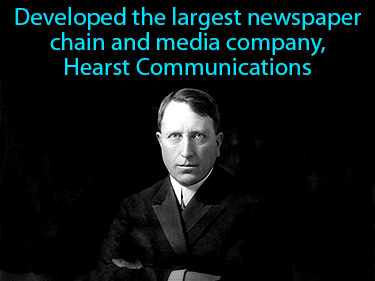 Developed the largest newspaper
chain and media company,
Hearst Communications